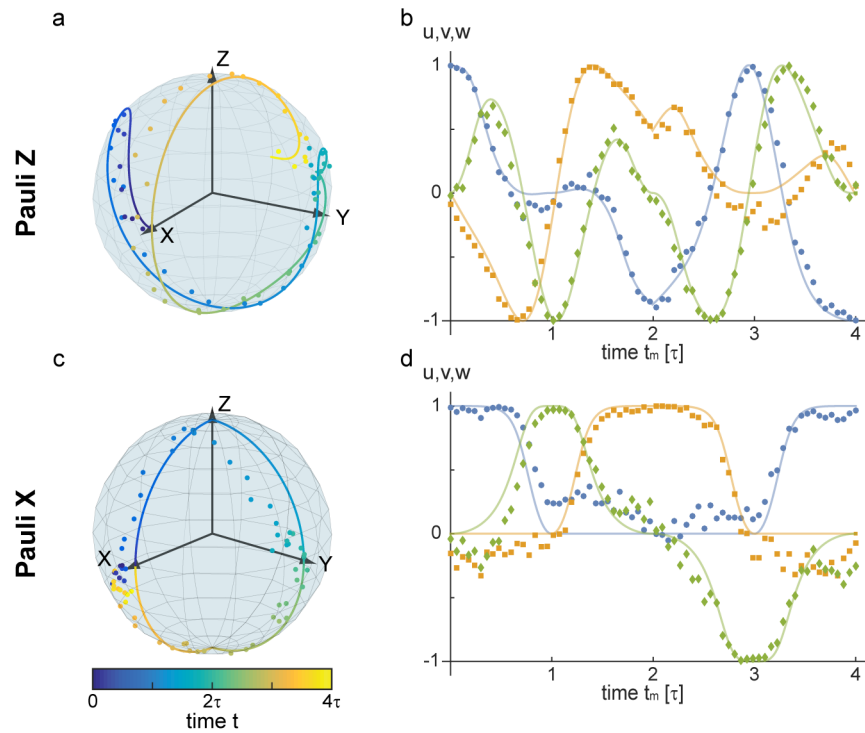 a
Pauli Z
Z
Y
X
b
u,v,w
1
0
-1
1
2
3
4
time tm [τ]
c
Pauli X
Z
X
Y
0
2τ
4τ
time t
d
u,v,w
1
0
-1
1
2
3
4
time tm [τ]